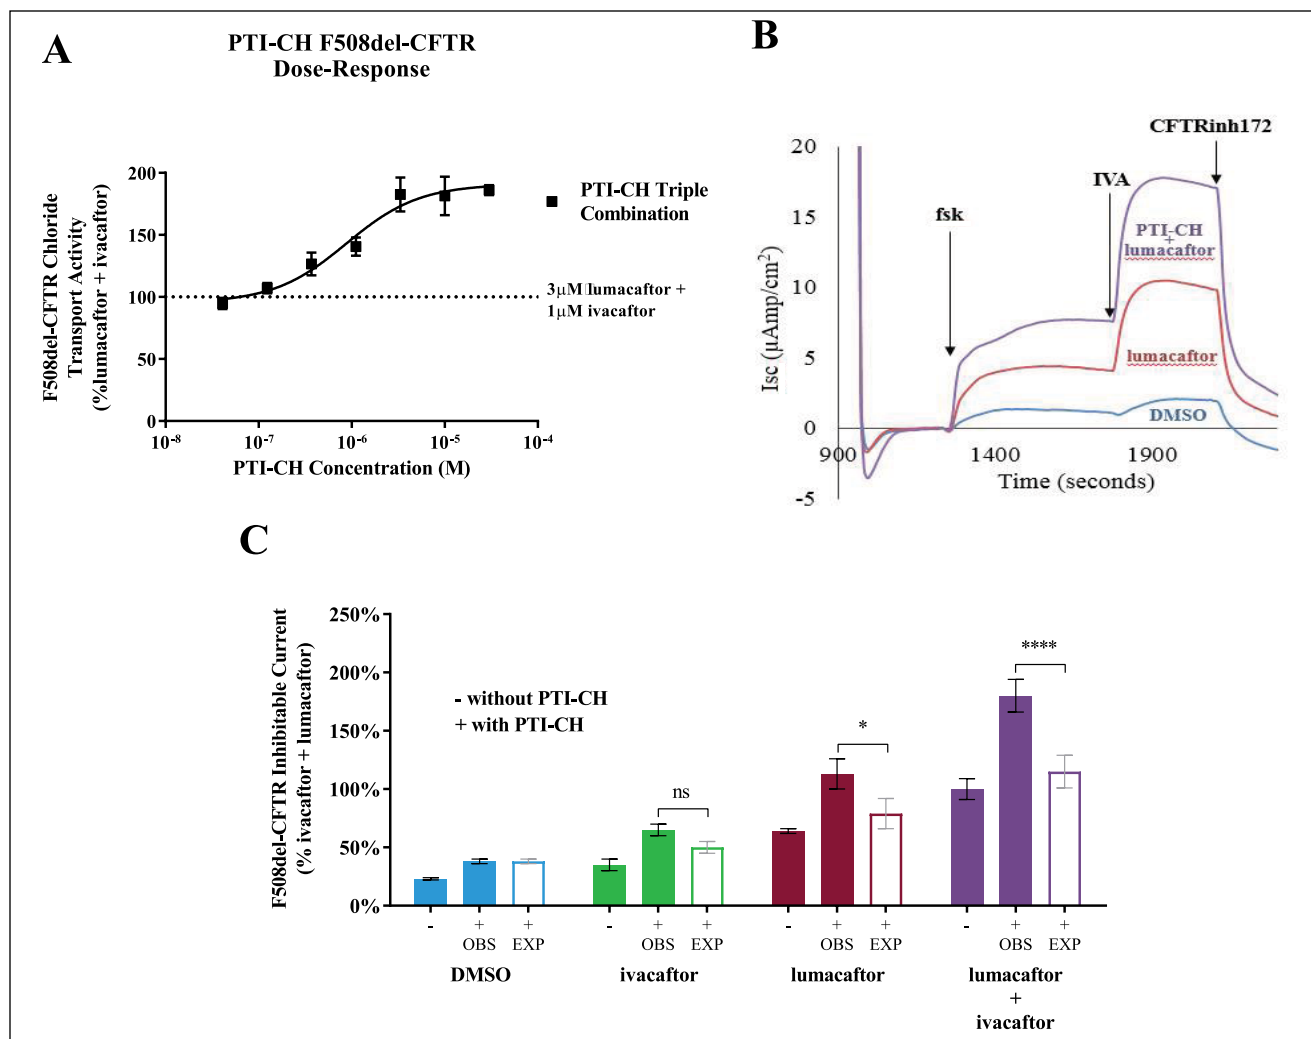 A
PTI-CH F508del-CFTR
Dose-Response
F508del-CFTR Chloride
Transport Activity
(%lumacaftor + ivacaftor)
200
150
100
50
0
10-8
10-7
10-6
10-5
10-4
PTI-CH Concentration (M)
PTI-CH Triple
Combination
3μM lumacaftor +
1μM ivacaftor
B
Isc (μAmp/cm2)
20
15
10
5
0
-5
900
1400
1900
Time (seconds)
fsk
IVA
CFTRinh172
PTI-CH
+
lumacaftor
lumacaftor
DMSO
C
F508del-CFTR Inhibitable Current
(% ivacaftor + lumacaftor)
250%
200%
150%
100%
50%
0%
- without PTI-CH
+ with PTI-CH
ns
*
****
- + + - + + - + + - + +
OBS EXP OBS EXP OBS EXP OBS EXP
DMSO
ivacaftor
lumacaftor
lumacaftor
+
ivacaftor